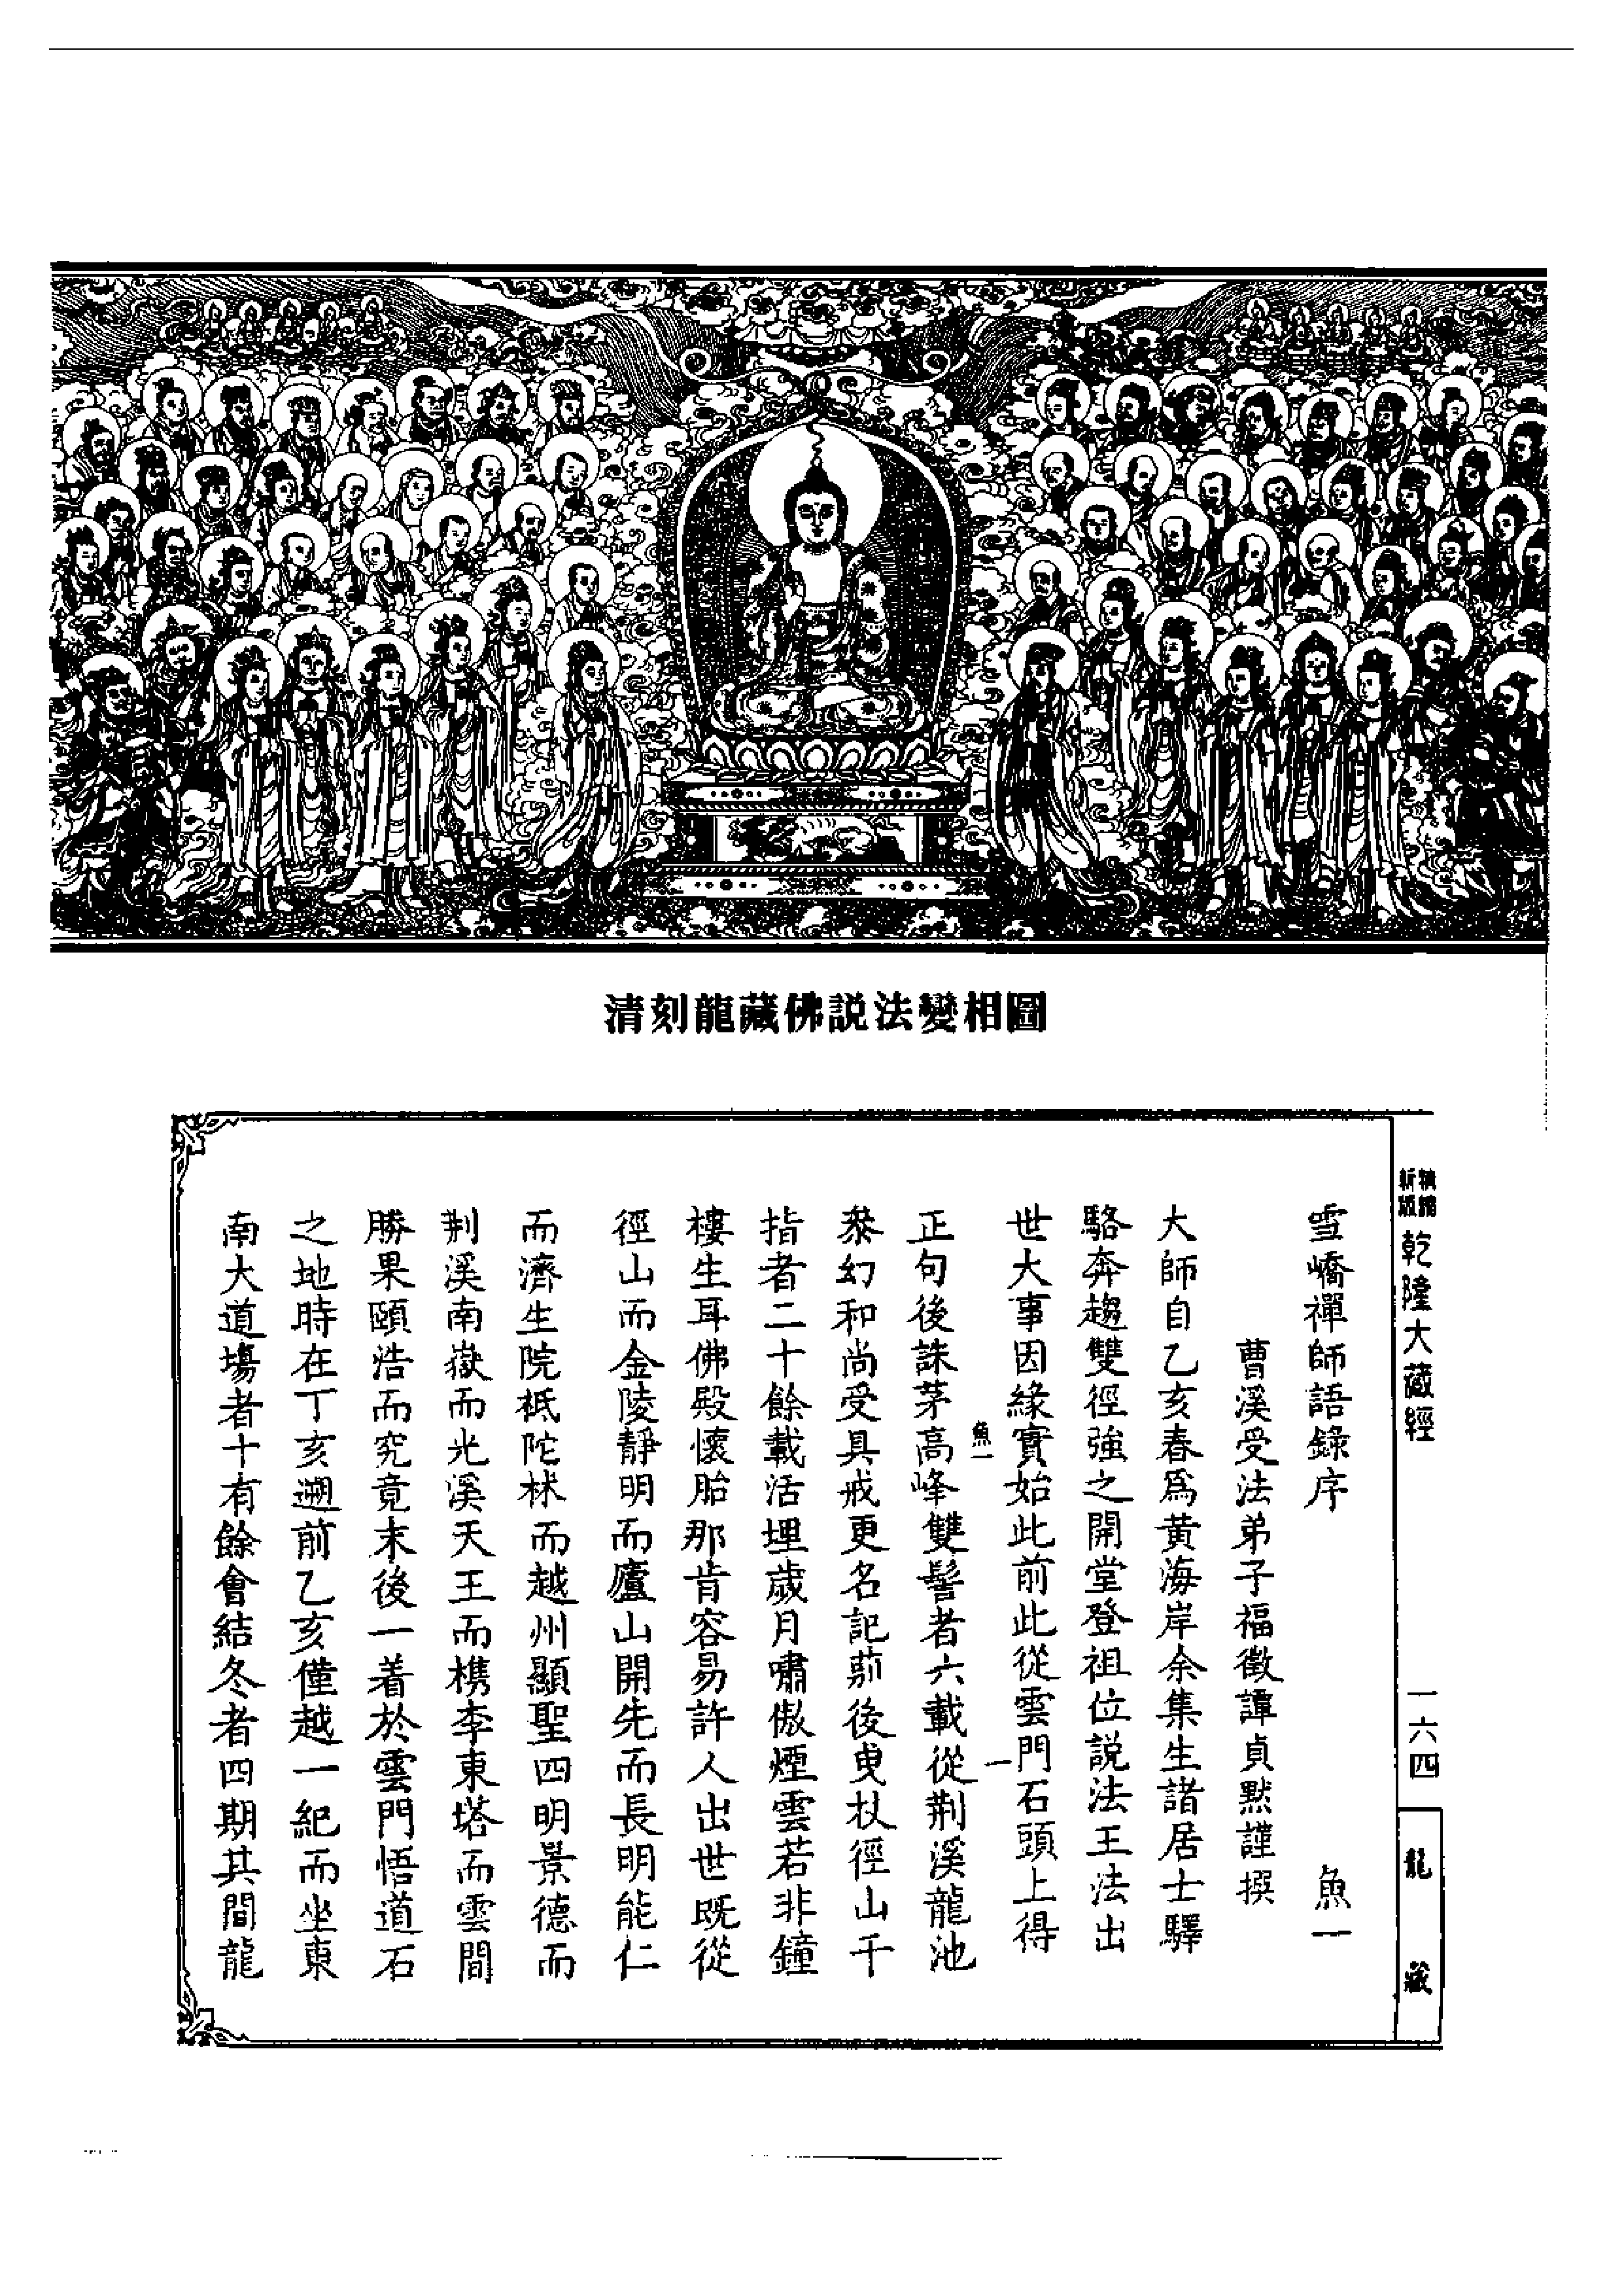 清刻龍藏佛説法變相圖
精縮新版
乾隆大藏經
一六四
龍藏
雪嶠禪師語錄序 魚一
曹溪受法弟子福徵譚貞默謹撰
大師自乙亥春爲黃海岸余集生諸居士驛
駱奔趨雙徑強之開堂登祖位説法王法出
世大事因緣實始此前此從雲門石頭上得
魚一 一
正句後誅茅高峰雙髻者六載從荆溪龍池
叅幻和尚受具戒更名記莂後曳杖徑山千
指者二十餘載活埋歲月嘯傲煙雲若非鐘
樓生耳佛殿懷胎那肯容易許人出世既從
徑山而金陵靜明而廬山開先而長明能仁
而濟生院祗陀林而越州顯聖四明景德而
荆溪南嶽而光溪天王而檇李東塔而雲間
勝果頤浩而究竟末後一着於雲門悟道石
之地時在丁亥遡前乙亥僅越一紀而坐東
南大道場者十有餘會結冬者四期其間龍